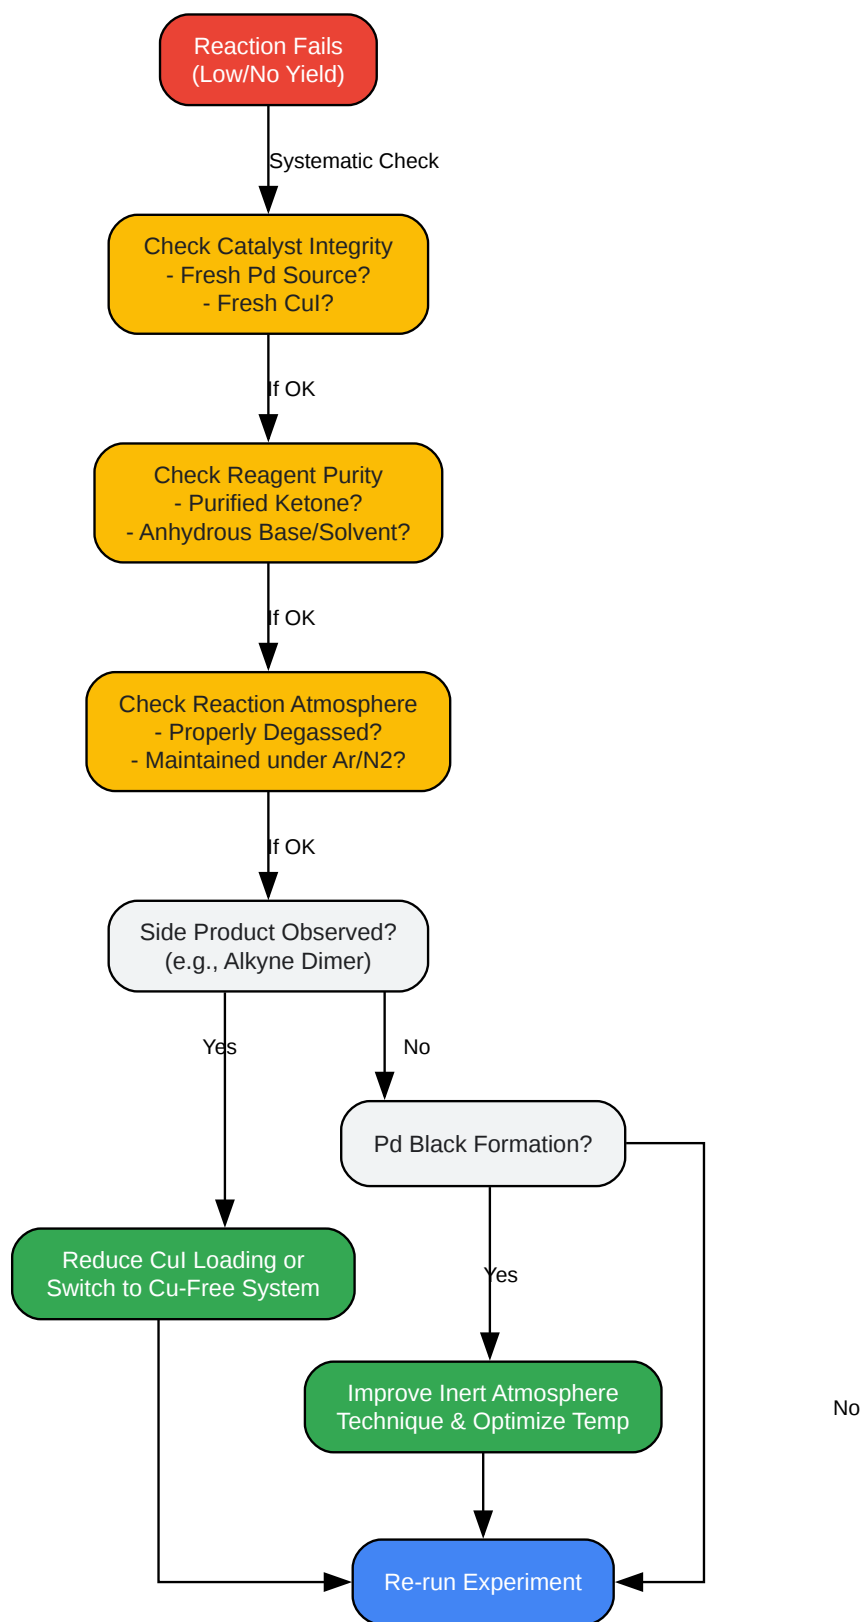 Reaction Fails
(Low/No Yield)
Systematic Check
Check Catalyst Integrity
- Fresh Pd Source?
- Fresh CuI?
If OK
Check Reagent Purity
- Purified Ketone?
- Anhydrous Base/Solvent?
If OK
Check Reaction Atmosphere
- Properly Degassed?
- Maintained under Ar/N2?
If OK
Side Product Observed?
(e.g., Alkyne Dimer)
Yes
No
Pd Black Formation?
Reduce CuI Loading or
Switch to Cu-Free System
Yes
Improve Inert Atmosphere
Technique & Optimize Temp
No
Re-run Experiment